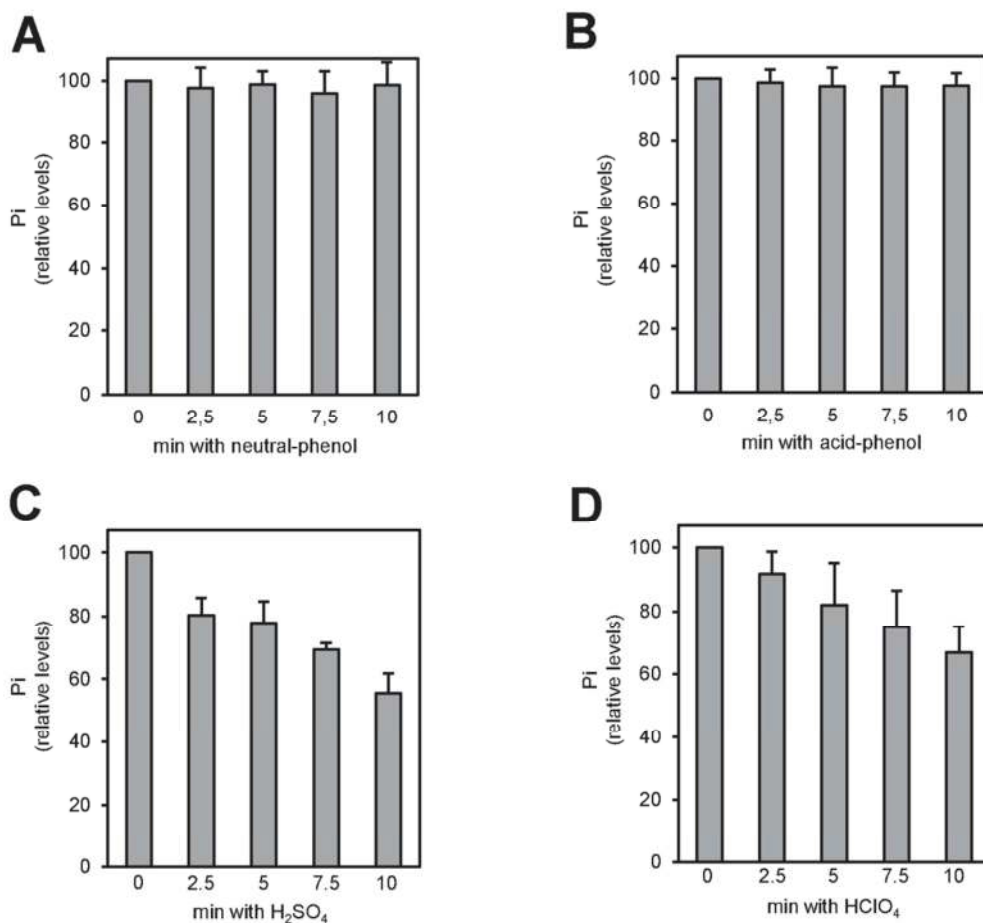 A
Pi
(relative levels)
100
80
60
40
20
0
0 2,5 5 7,5 10
min with neutral-phenol
B
Pi
(relative levels)
100
80
60
40
20
0
0 2,5 5 7,5 10
min with acid-phenol
C
Pi
(relative levels)
100
80
60
40
20
0
0 2.5 5 7.5 10
min with H₂SO₄
D
Pi
(relative levels)
100
80
60
40
20
0
0 2.5 5 7.5 10
min with HClO₄